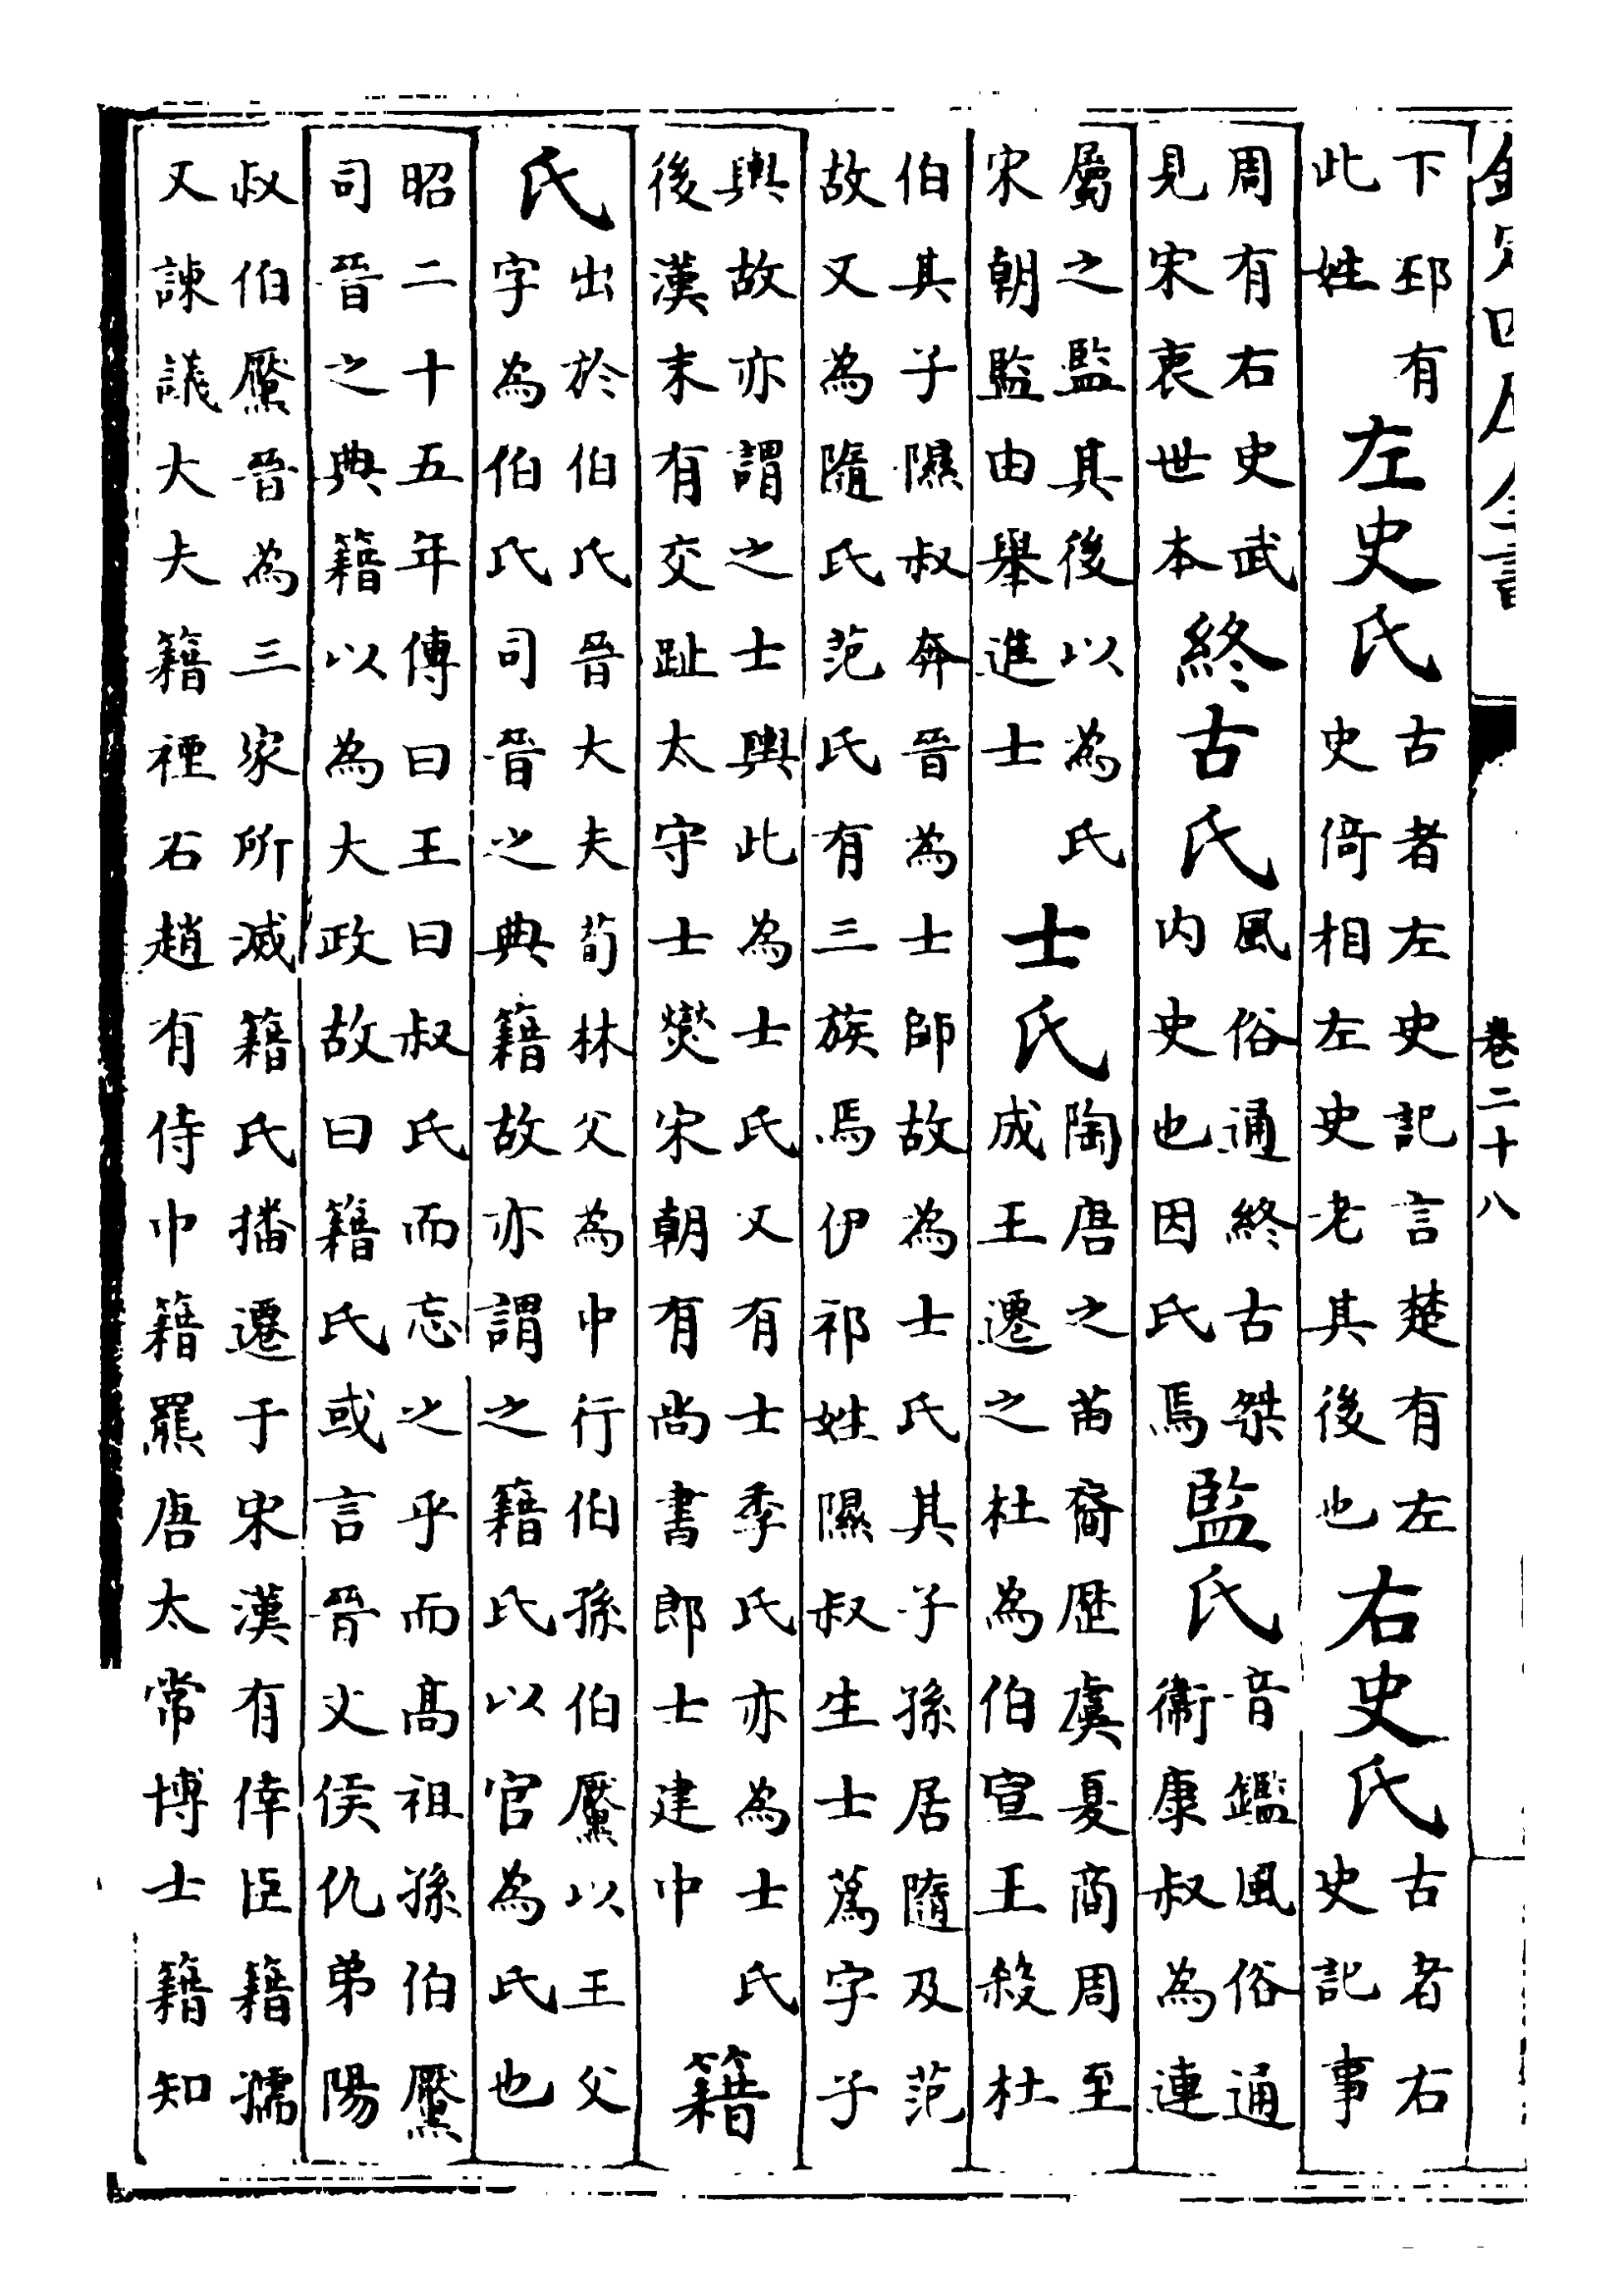 欽定四庫全書
卷二十八
下邳有
此姓
左史氏
古者左史記言楚有左
史倚相左史老其後也
右史氏
古者右
史記事
周有右史武
見宋衷世本
終古氏
風俗通終古桀
内史也因氏焉
監氏
音鑑風俗通
衞康叔為連
屬之監其後以為氏
宋朝監由舉進士
士氏
陶唐之苗裔歴虞夏商周至
成王遷之杜為伯宣王殺杜
伯其子隰叔奔晉為士師故為士氏其子孫居隨及范
故又為隨氏范氏有三族焉伊祁姓隰叔生士蒍字子
輿故亦謂之士輿此為士氏又有士季氏亦為士氏
後漢末有交趾太守士燮宋朝有尚書郎士建中
籍
氏
出於伯氏晉大夫荀林父為中行伯孫伯黶以王父
字為伯氏司晉之典籍故亦謂之籍氏以官為氏也
昭二十五年傳曰王曰叔氏而忘之乎而髙祖孫伯黶
司晉之典籍以為大政故曰籍氏或言晉文侯仇弟陽
叔伯黶晉為三家所滅籍氏播遷于宋漢有倖臣籍孺
又諫議大夫籍禋石趙有侍中籍羆唐太常博士籍知